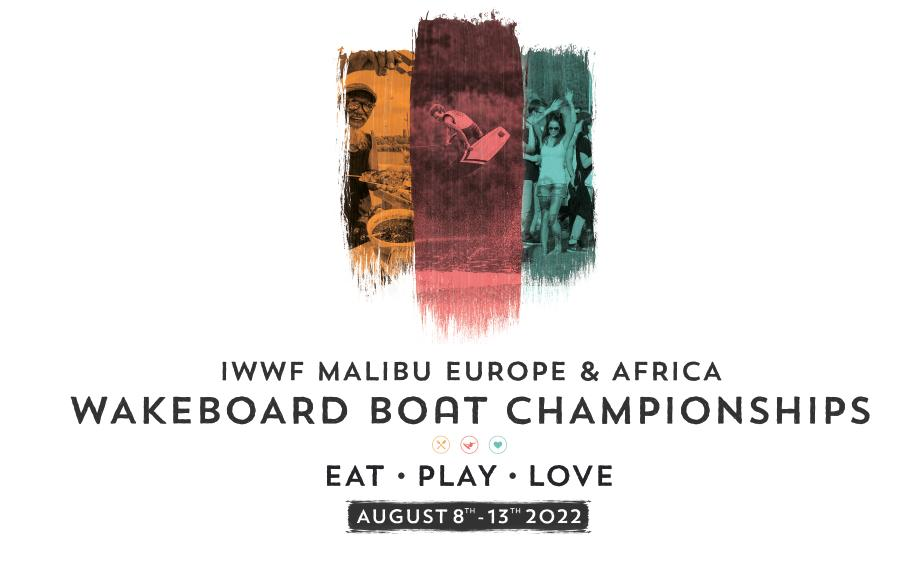 IWWF MALIBU EUROPE & AFRICA
WAKEBOARD BOAT CHAMPIONSHIPS
EAT • PLAY • LOVE
AUGUST 8TH - 13TH 2022